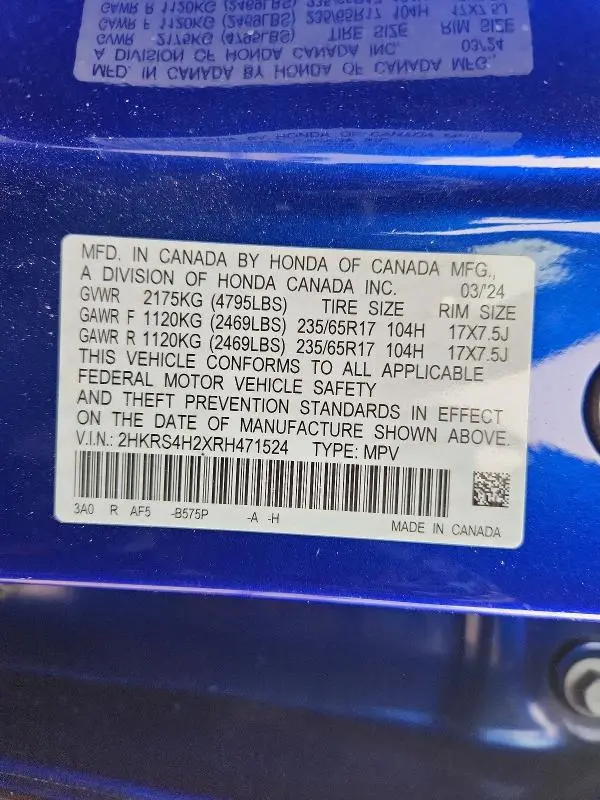 MFD. IN CANADA BY HONDA OF CANADA MFG.,
A DIVISION OF HONDA CANADA INC. 03/'24
GVWR 2175KG (4795LBS) TIRE SIZE RIM SIZE
GAWR F 1120KG (2469LBS) 235/65R17 104H 17X7.5J
GAWR R 1120KG (2469LBS) 235/65R17 104H 17X7.5J
THIS VEHICLE CONFORMS TO ALL APPLICABLE
FEDERAL MOTOR VEHICLE SAFETY
AND THEFT PREVENTION STANDARDS IN EFFECT
ON THE DATE OF MANUFACTURE SHOWN ABOVE.
V.I.N.: 2HKRS4H2XRH471524 TYPE: MPV
3A0 R AF5 -B575P -A -H
MADE IN CANADA